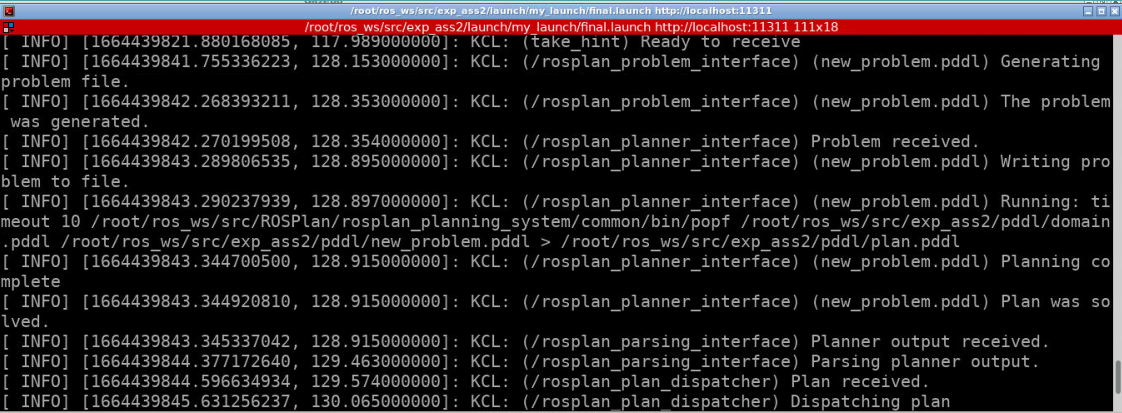 /root/ros_ws/src/exp_ass2/launch/my_launch/final.launch http://localhost:11311
/root/ros_ws/src/exp_ass2/launch/my_launch/final.launch http://localhost:11311 111x18
[ INFO] [1664439821.880168085, 117.989000000]: KCL: (take_hint) Ready to receive
[ INFO] [1664439841.755336223, 128.153000000]: KCL: (/rosplan_problem_interface) (new_problem.pddl) Generating
problem file.
[ INFO] [1664439842.268393211, 128.353000000]: KCL: (/rosplan_problem_interface) (new_problem.pddl) The problem
 was generated.
[ INFO] [1664439842.270199508, 128.354000000]: KCL: (/rosplan_planner_interface) Problem received.
[ INFO] [1664439843.289806535, 128.895000000]: KCL: (/rosplan_planner_interface) (new_problem.pddl) Writing pro
blem to file.
[ INFO] [1664439843.290237939, 128.897000000]: KCL: (/rosplan_planner_interface) (new_problem.pddl) Running: ti
meout 10 /root/ros_ws/src/ROSPlan/rosplan_planning_system/common/bin/popf /root/ros_ws/src/exp_ass2/pddl/domain
.pddl /root/ros_ws/src/exp_ass2/pddl/new_problem.pddl > /root/ros_ws/src/exp_ass2/pddl/plan.pddl
[ INFO] [1664439843.344700500, 128.915000000]: KCL: (/rosplan_planner_interface) (new_problem.pddl) Planning co
mplete
[ INFO] [1664439843.344920810, 128.915000000]: KCL: (/rosplan_planner_interface) (new_problem.pddl) Plan was so
lved.
[ INFO] [1664439843.345337042, 128.915000000]: KCL: (/rosplan_parsing_interface) Planner output received.
[ INFO] [1664439844.377172640, 129.463000000]: KCL: (/rosplan_parsing_interface) Parsing planner output.
[ INFO] [1664439844.596634934, 129.574000000]: KCL: (/rosplan_plan_dispatcher) Plan received.
[ INFO] [1664439845.631256237, 130.065000000]: KCL: (/rosplan_plan_dispatcher) Dispatching plan